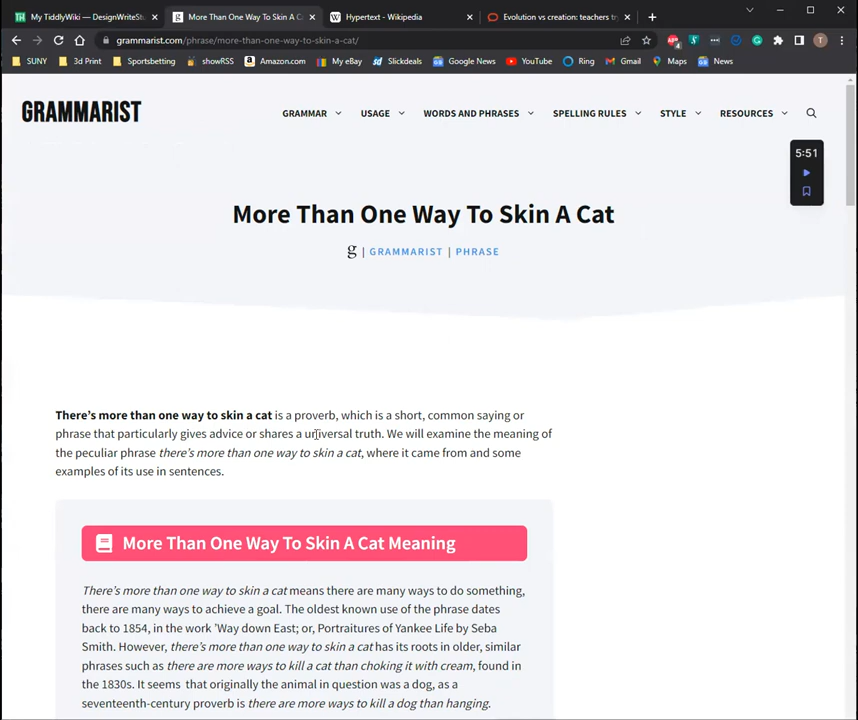 My TiddlyWiki — DesignWriteSt
More Than One Way To Skin A C
Hypertext - Wikipedia
Evolution vs creation: teachers t
grammarist.com/phrase/more-than-one-way-to-skin-a-cat/
4
T
SUNY
3d Print
Sportsbetting
showRSS
Amazon.com
My eBay
Slickdeals
Google News
YouTube
Ring
Gmail
Maps
News
GRAMMARIST
GRAMMAR
USAGE
WORDS AND PHRASES
SPELLING RULES
STYLE
RESOURCES
5:51
More Than One Way To Skin A Cat
g | GRAMMARIST | PHRASE
There's more than one way to skin a cat is a proverb, which is a short, common saying or
phrase that particularly gives advice or shares a universal truth. We will examine the meaning of
the peculiar phrase there's more than one way to skin a cat, where it came from and some
examples of its use in sentences.
More Than One Way To Skin A Cat Meaning
There's more than one way to skin a cat means there are many ways to do something,
there are many ways to achieve a goal. The oldest known use of the phrase dates
back to 1854, in the work 'Way down East; or, Portraitures of Yankee Life by Seba
Smith. However, there's more than one way to skin a cat has its roots in older, similar
phrases such as there are more ways to kill a cat than choking it with cream, found in
the 1830s. It seems that originally the animal in question was a dog, as a
seventeenth-century proverb is there are more ways to kill a dog than hanging.